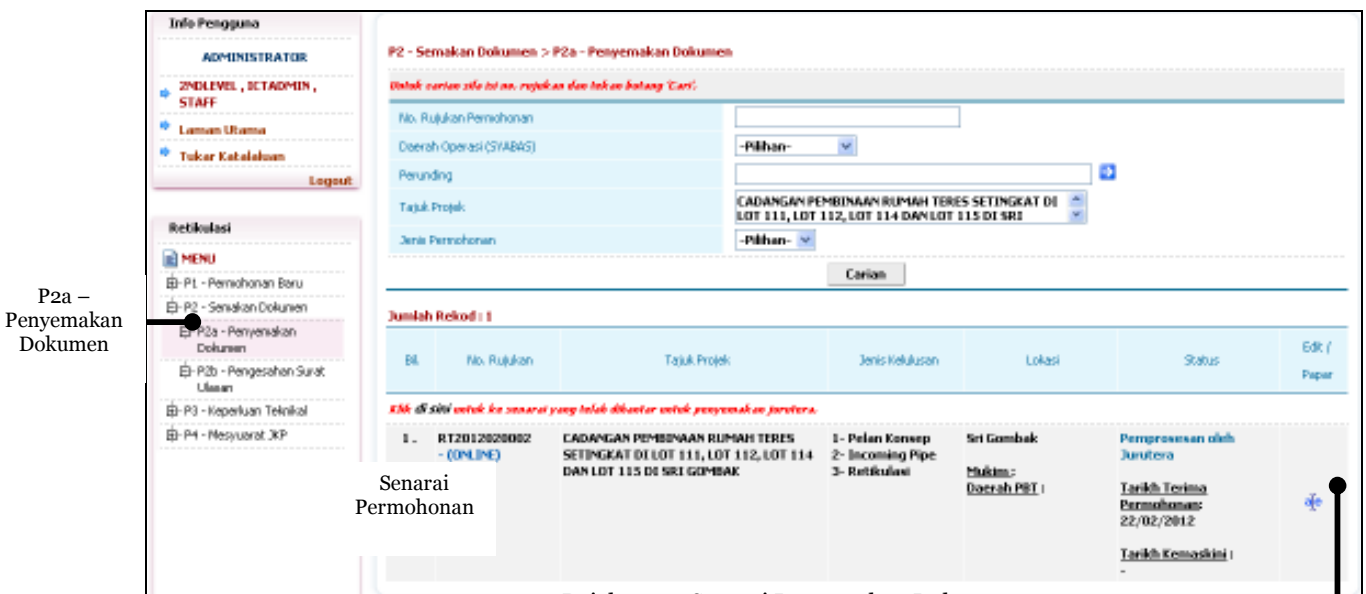 P2a –
Penyemakan
Dokumen
Info Pengguna
ADMINISTRATOR
2NDLEVEL , ICTADMIN ,
STAFF
Laman Utama
Tukar Katalaluan
Logout
Retikulasi
MENU
P1 - Permohonan Baru
P2 - Semakan Dokumen
P2a - Penyemakan
Dokumen
P2b - Pengesahan Surat
Ulasan
P3 - Keperluan Teknikal
P4 - Mesyuarat JKP
P2 - Semakan Dokumen > P2a - Penyemakan Dokumen
Untuk carian sila isi no. rujukan dan tekan butang 'Cari'.
No. Rujukan Permohonan
Daerah Operasi (SYABAS)
-Pilihan-
Perunding
Tajuk Projek
CADANGAN PEMBINAAN RUMAH TERES SETINGKAT DI
LOT 111, LOT 112, LOT 114 DAN LOT 115 DI SRI
Jenis Permohonan
-Pilihan-
Carian
Jumlah Rekod : 1
Bil. No. Rujukan Tajuk Projek Jenis Kelulusan Lokasi Status Edit / Papar
Klik di sini untuk ke senarai yang telah dihantar untuk penyemakan jurutera.
1. RT2012020002 CADANGAN PEMBINAAN RUMAH TERES 1- Pelan Konsep Sri Gombak Pemprosesan oleh
- (ONLINE) SETINGKAT DI LOT 111, LOT 112, LOT 114 2- Incoming Pipe Jurutera
DAN LOT 115 DI SRI GOMBAK 3- Retikulasi Mukim :
Daerah PBT : Tarikh Terima
Permohonan:
22/02/2012
Tarikh Kemaskini :
-
Senarai
Permohonan